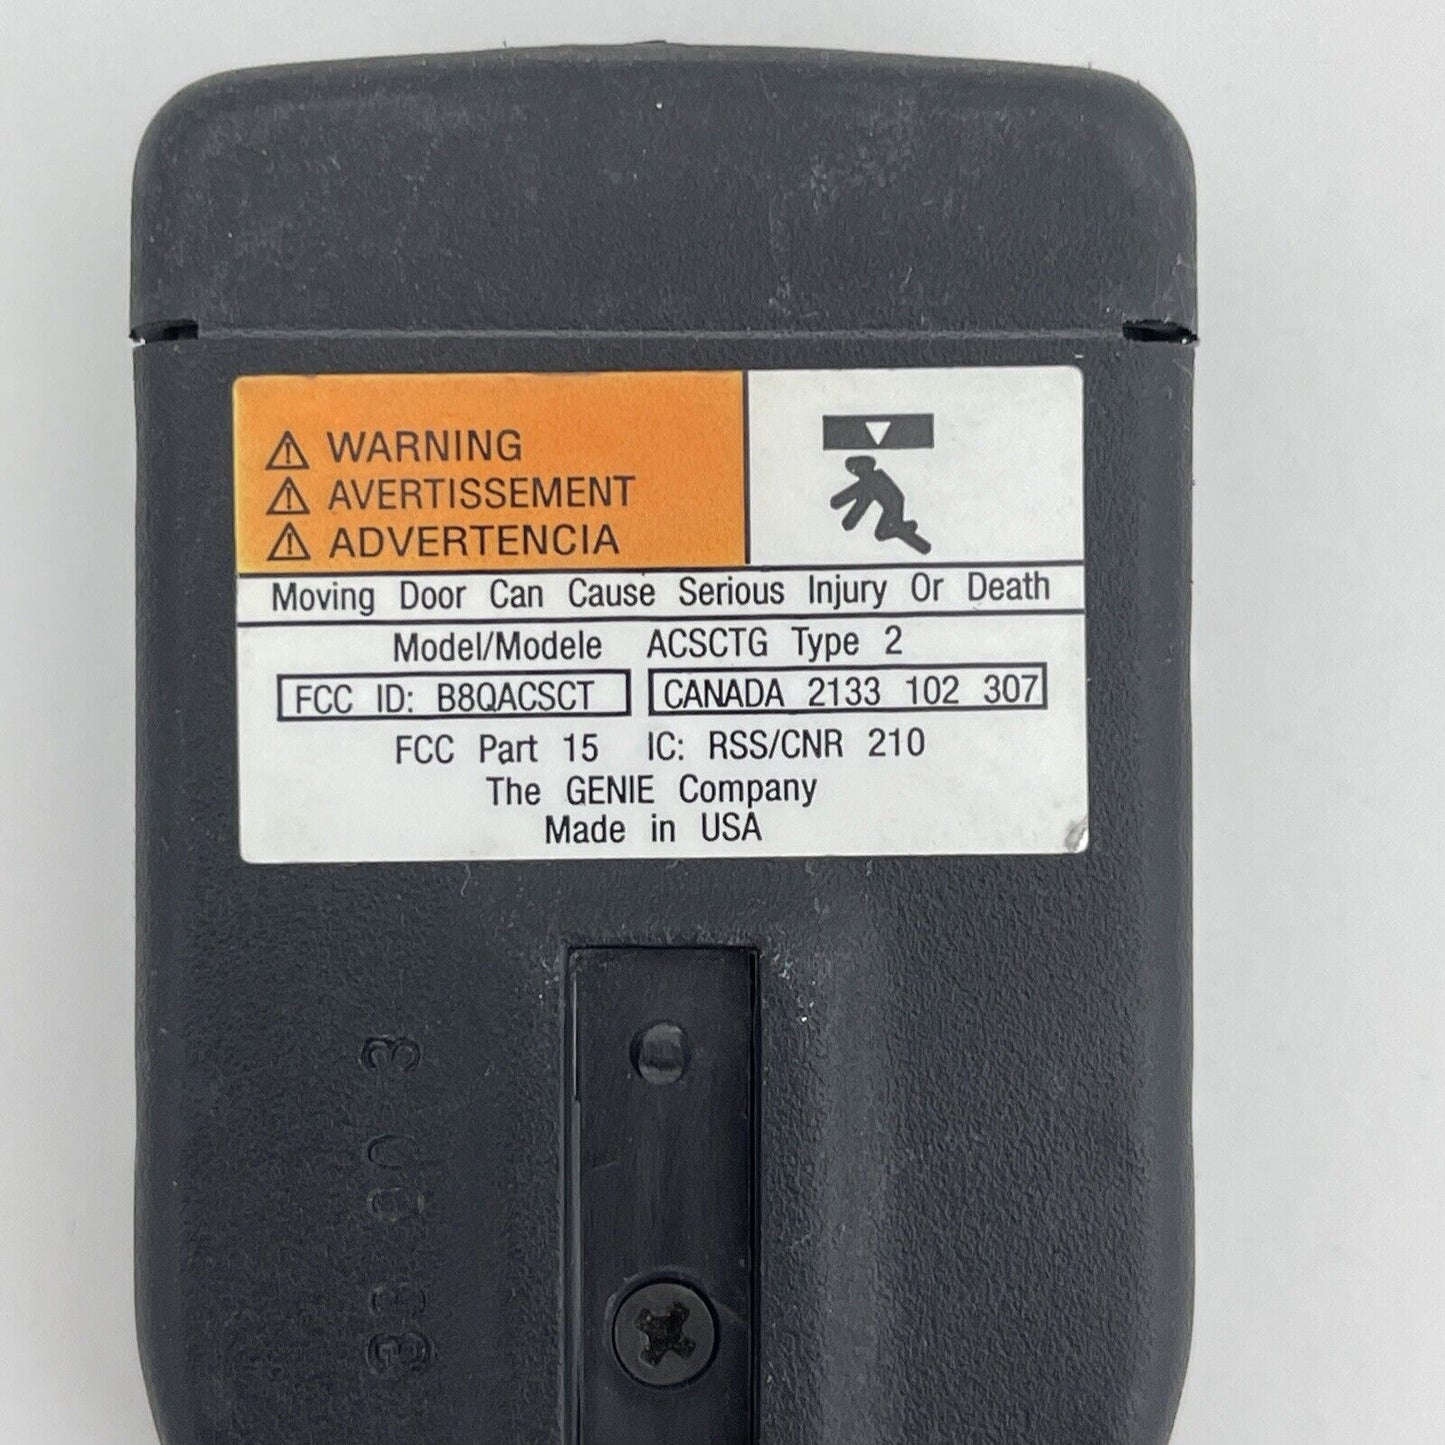 WARNING
AVERTISSEMENT
ADVERTENCIA
Moving Door Can Cause Serious Injury Or Death
Model/Modele ACSCTG Type 2
FCC ID: B8QACSCT CANADA 2133 102 307
FCC Part 15 IC: RSS/CNR 210
The GENIE Company
Made in USA